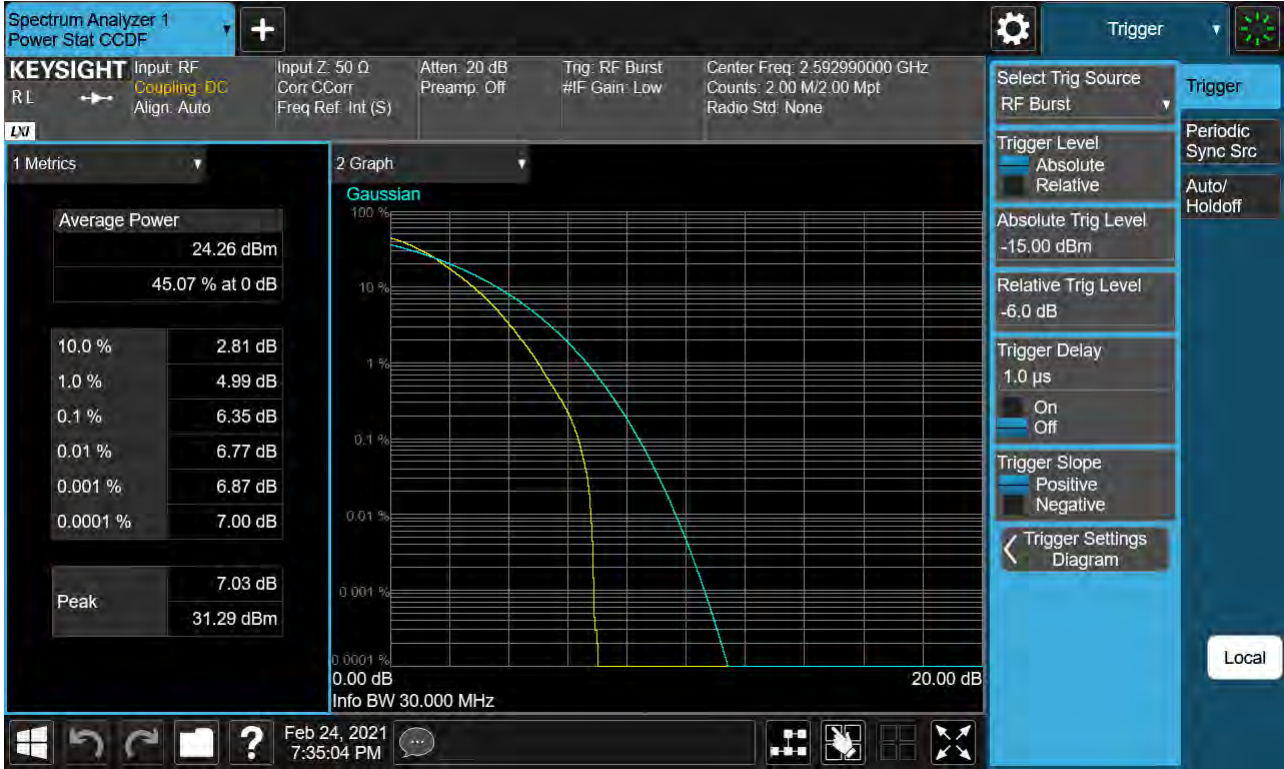 Spectrum Analyzer 1
Power Stat CCDF
Trigger
KEYSIGHT
RL
LXI
Input: RF
Coupling: DC
Align: Auto
Input Z: 50 Ω
Corr CCorr
Freq Ref: Int (S)
Atten: 20 dB
Preamp: Off
Trig: RF Burst
#IF Gain: Low
Center Freq: 2.592990000 GHz
Counts: 2.00 M/2.00 Mpt
Radio Std: None
1 Metrics
Average Power
24.26 dBm
45.07 % at 0 dB
10.0 % 2.81 dB
1.0 % 4.99 dB
0.1 % 6.35 dB
0.01 % 6.77 dB
0.001 % 6.87 dB
0.0001 % 7.00 dB
Peak
7.03 dB
31.29 dBm
2 Graph
Gaussian
100 %
10 %
1 %
0.1 %
0.01 %
0.001 %
0.0001 %
0.00 dB 20.00 dB
Info BW 30.000 MHz
Select Trig Source
RF Burst
Trigger Level
Absolute
Relative
Absolute Trig Level
-15.00 dBm
Relative Trig Level
-6.0 dB
Trigger Delay
1.0 µs
On
Off
Trigger Slope
Positive
Negative
Trigger Settings
Diagram
Trigger
Periodic
Sync Src
Auto/
Holdoff
Local
?
Feb 24, 2021
7:35:04 PM